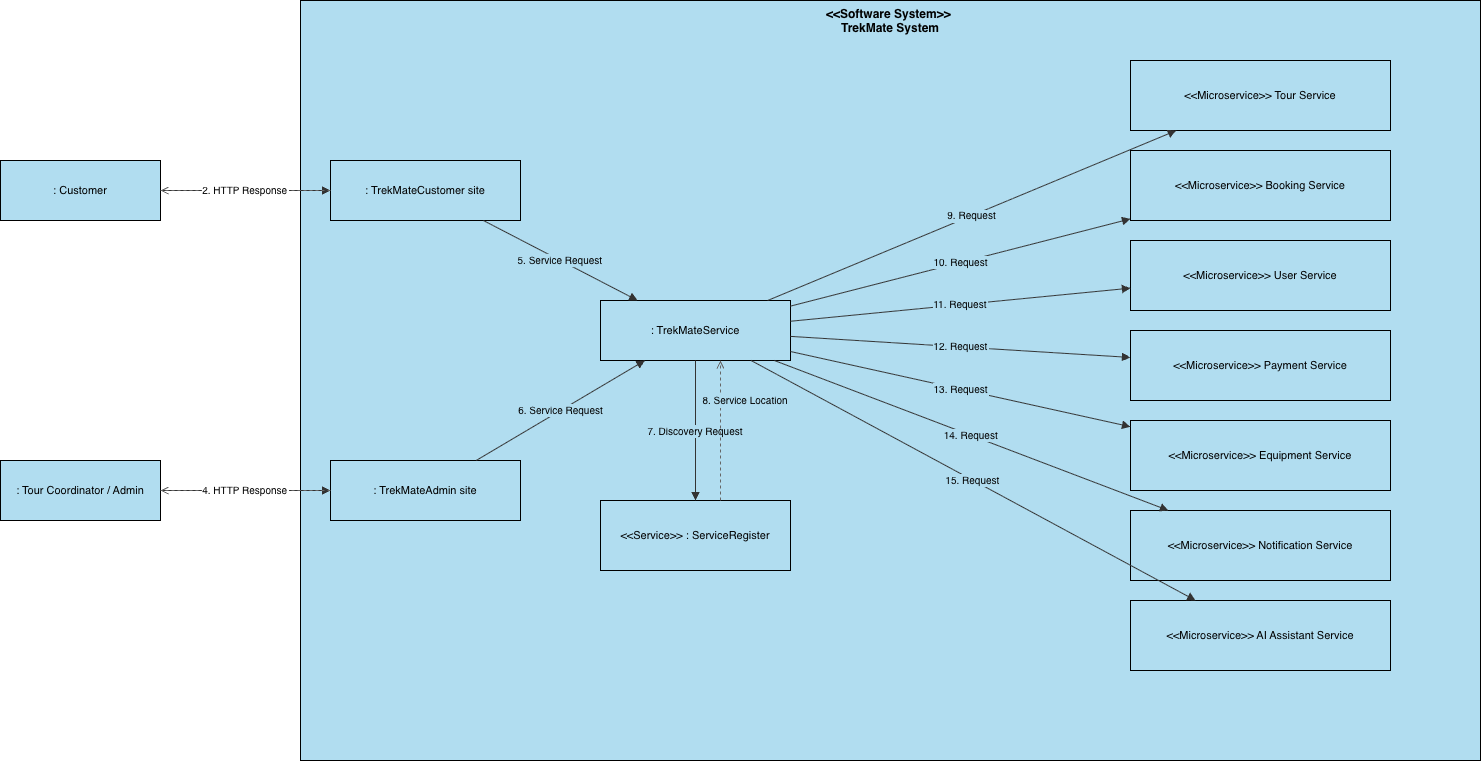 <<Software System>>
TrekMate System
<<Microservice>> Tour Service
: Customer
2. HTTP Response
: TrekMateCustomer site
<<Microservice>> Booking Service
9. Request
5. Service Request
10. Request
<<Microservice>> User Service
11. Request
: TrekMateService
12. Request
<<Microservice>> Payment Service
13. Request
8. Service Location
6. Service Request
7. Discovery Request
14. Request
<<Microservice>> Equipment Service
15. Request
: Tour Coordinator / Admin
4. HTTP Response
: TrekMateAdmin site
<<Service>> : ServiceRegister
<<Microservice>> Notification Service
<<Microservice>> AI Assistant Service